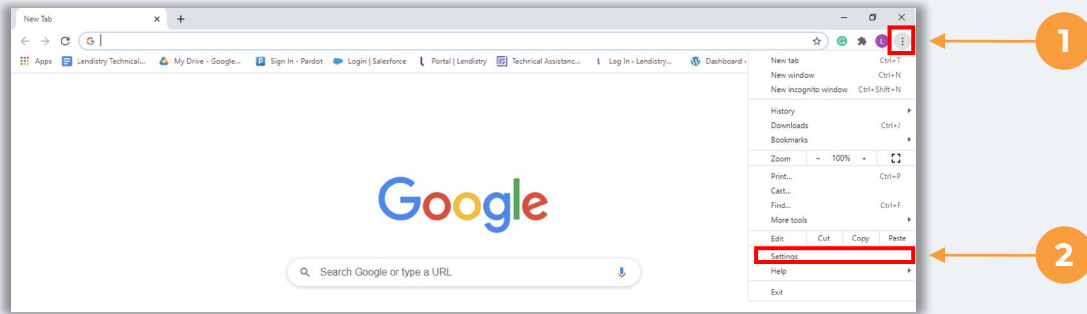 New Tab
1
Apps Lendistry Technical... My Drive - Google... Sign In - Pardot Login | Salesforce Portal | Lendistry Technical Assistanc... Log In ‹ Lendistry... Dashboard ‹
New tab Ctrl+T
New window Ctrl+N
New incognito window Ctrl+Shift+N
History
Downloads Ctrl+J
Bookmarks
Zoom - 100% +
Print... Ctrl+P
Cast...
Find... Ctrl+F
More tools
Edit Cut Copy Paste
Settings
2
Help
Exit
Google
Search Google or type a URL